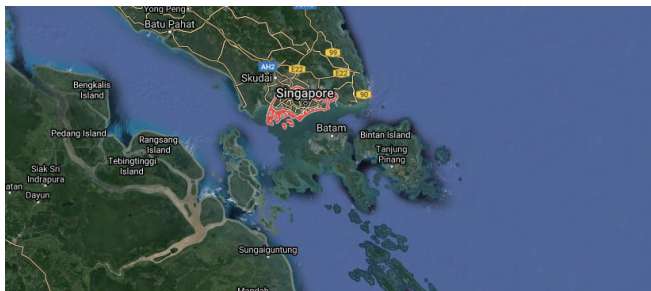 Yong Peng
Batu Pahat
99
AH2
E22
E22
Skudai
Singapore
90
Bengkalis
Island
Batam
Bintan Island
Pedang Island
Rangsang
Island
Tanjung
Pinang
Tebingtinggi
Island
Siak Sri
Indrapura
Dayun
Sungaiguntung
Mandah